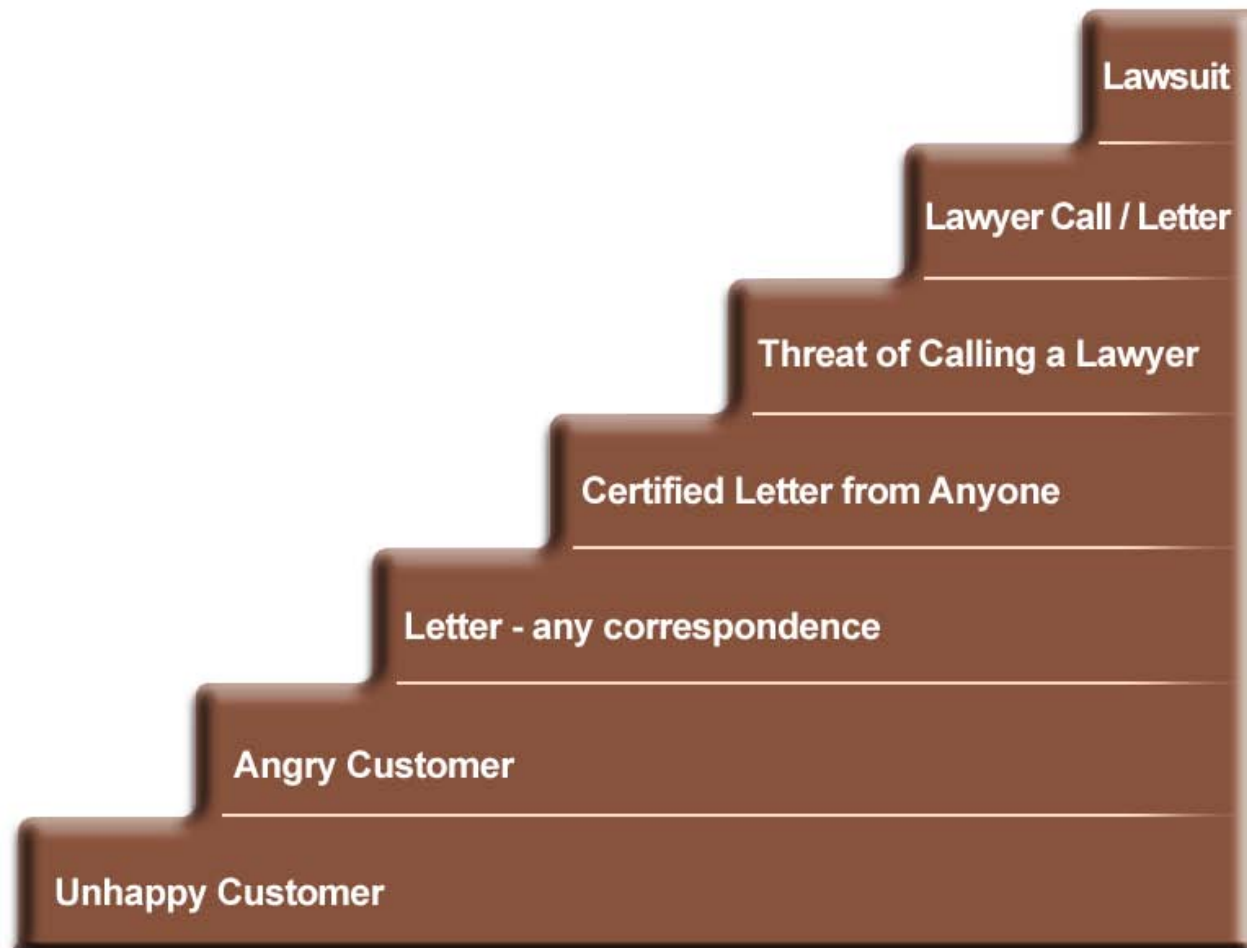 Lawsuit
Lawyer Call / Letter
Threat of Calling a Lawyer
Certified Letter from Anyone
Letter - any correspondence
Angry Customer
Unhappy Customer